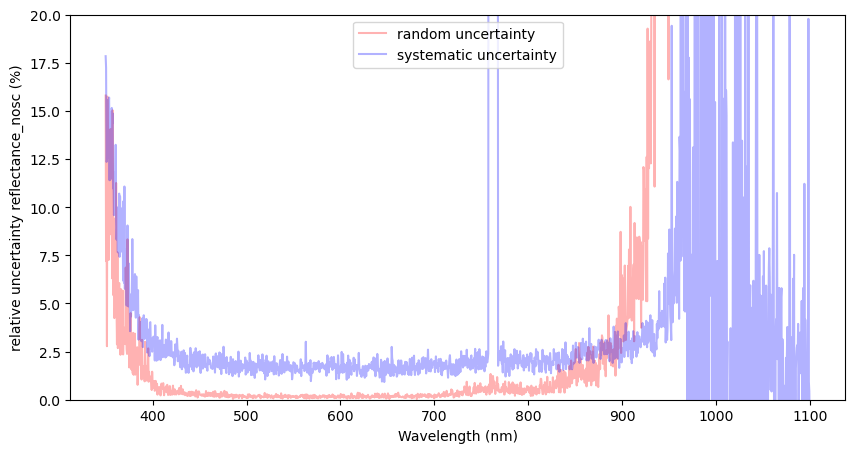 relative uncertainty reflectance_nosc (%)
20.0
17.5
15.0
12.5
10.0
7.5
5.0
2.5
0.0
random uncertainty
systematic uncertainty
400 500 600 700 800 900 1000 1100
Wavelength (nm)